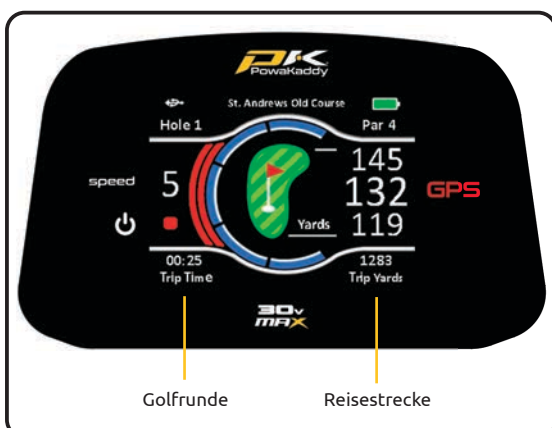 PK
PowaKaddy
St. Andrews Old Course
Hole 1
Par 4
speed
5
145
132
119
GPS
Yards
00:25
Trip Time
1283
Trip Yards
30v
MAX
Golfrunde
Reisestrecke